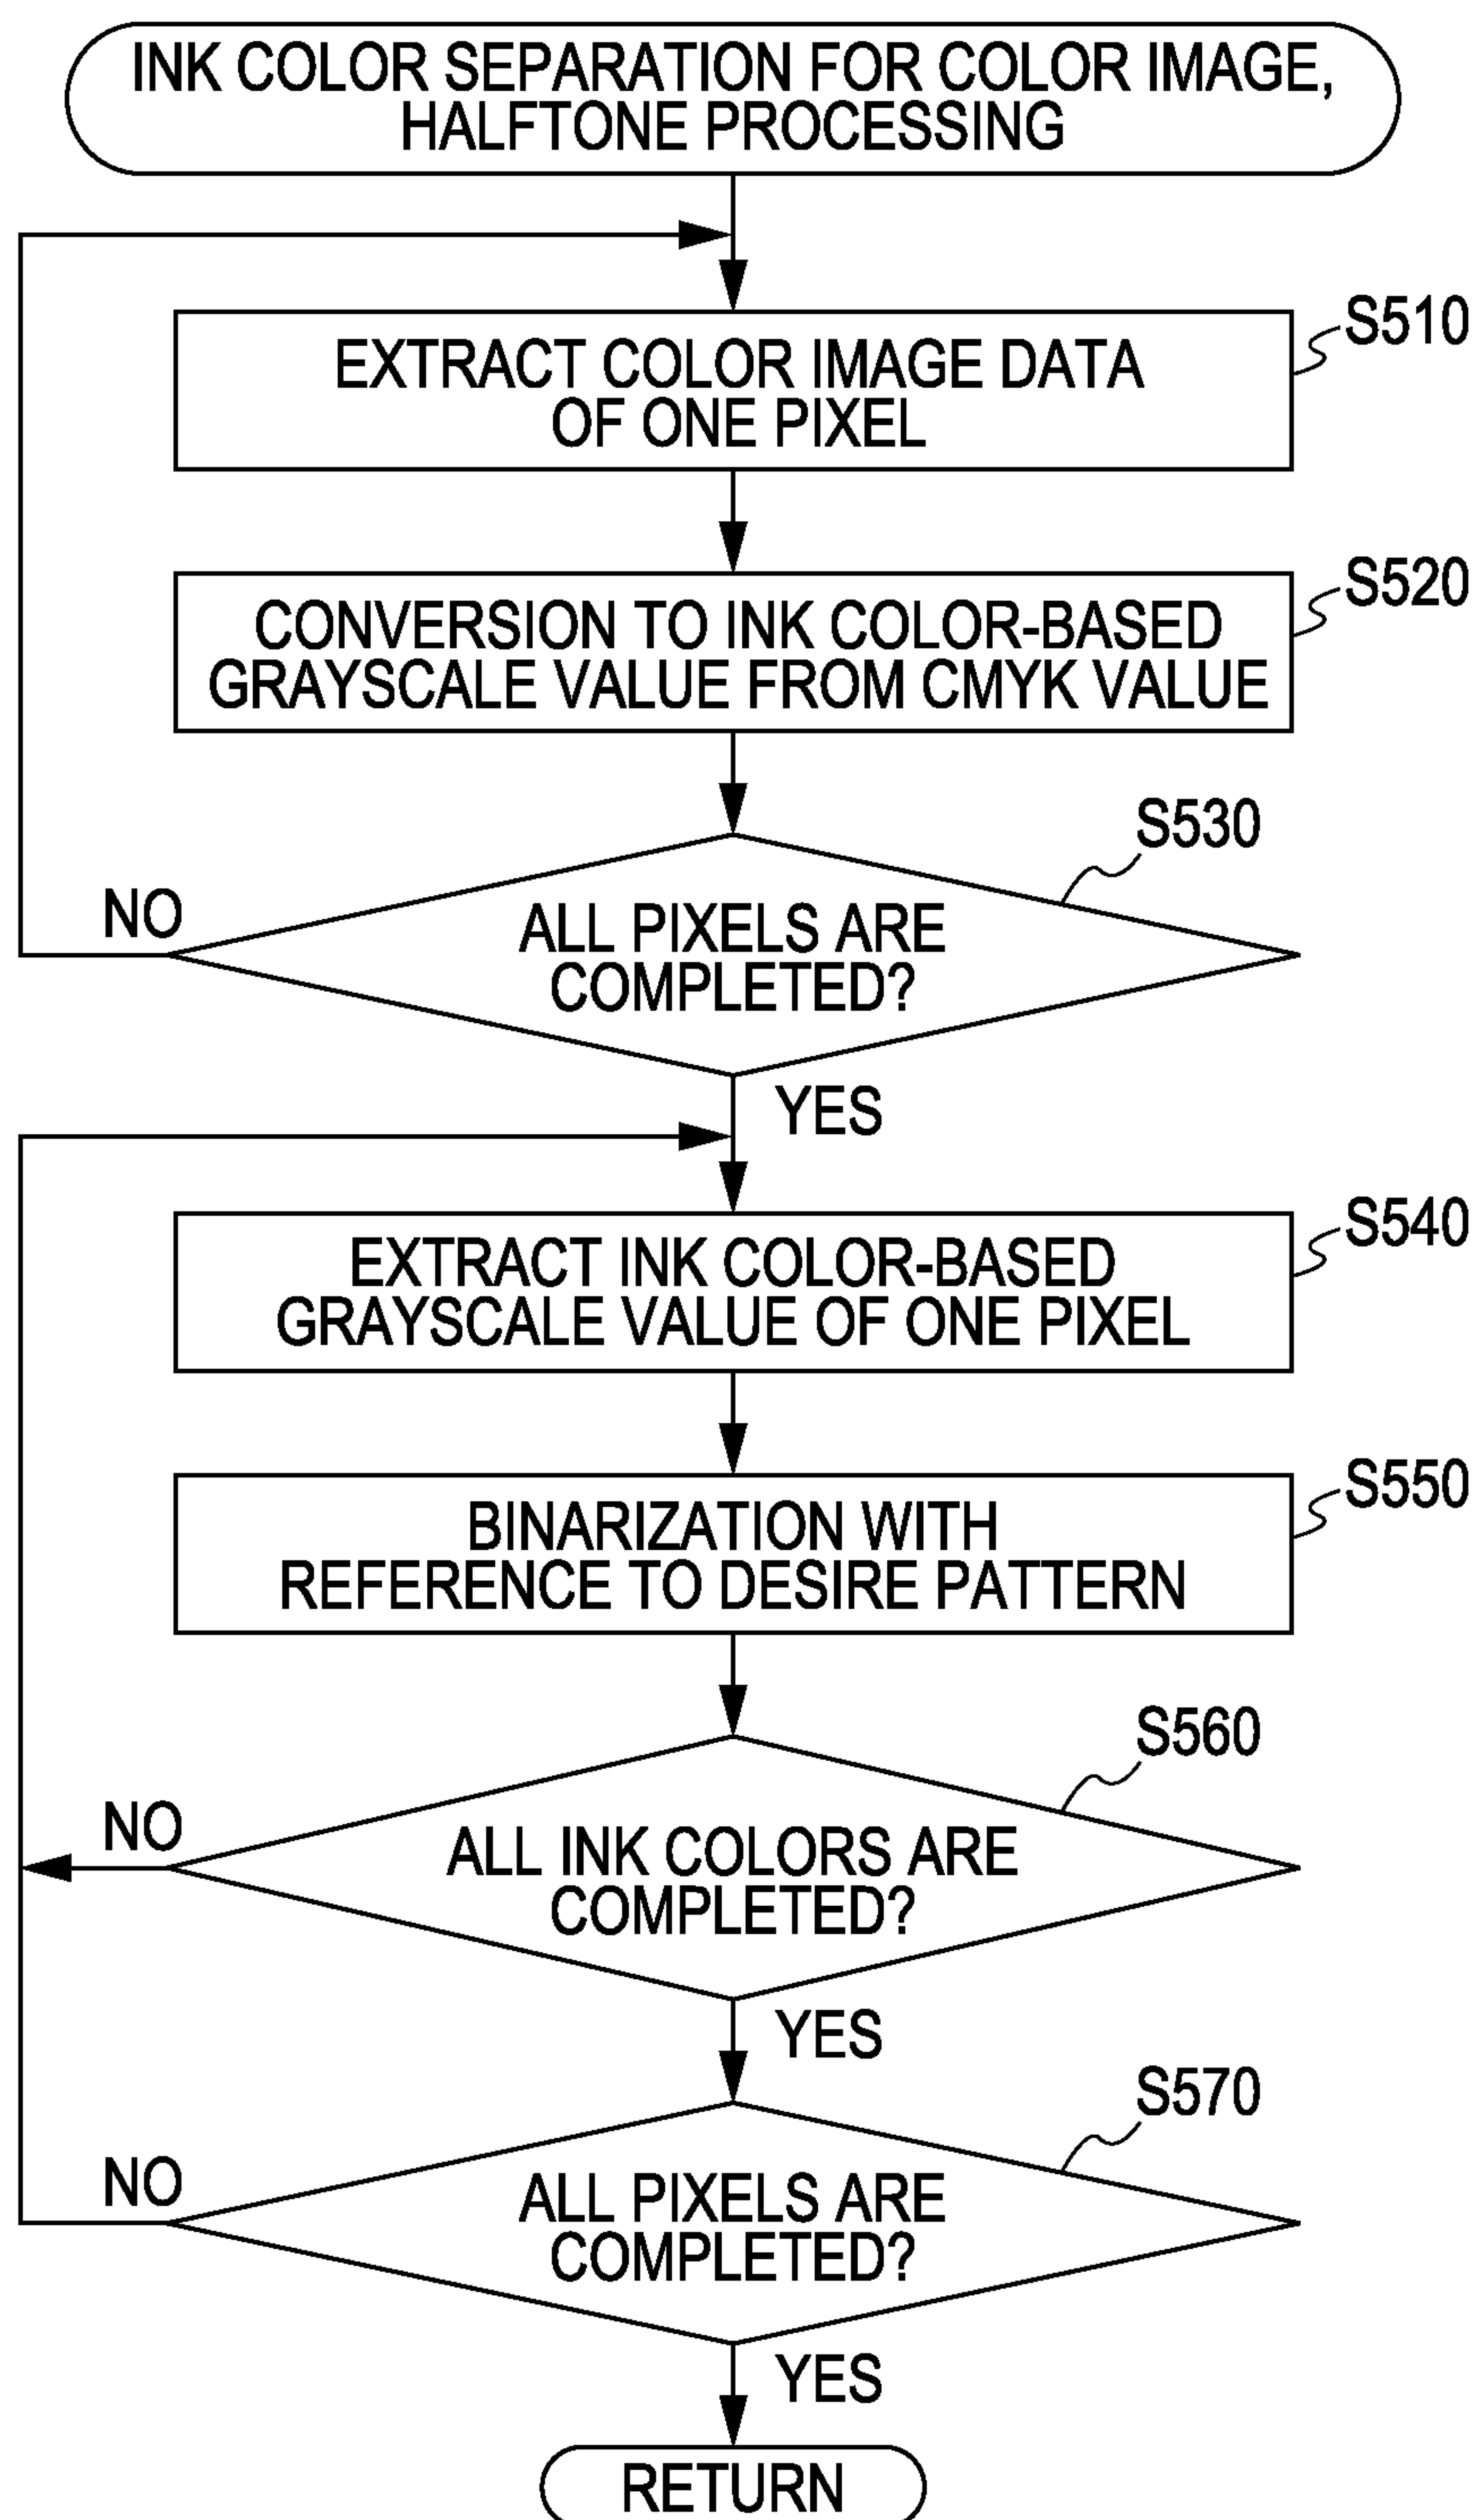 INK COLOR SEPARATION FOR COLOR IMAGE,
HALFTONE PROCESSING
S510
EXTRACT COLOR IMAGE DATA
OF ONE PIXEL
S520
CONVERSION TO INK COLOR-BASED
GRAYSCALE VALUE FROM CMYK VALUE
S530
NO
ALL PIXELS ARE
COMPLETED?
YES
S540
EXTRACT INK COLOR-BASED
GRAYSCALE VALUE OF ONE PIXEL
S550
BINARIZATION WITH
REFERENCE TO DESIRE PATTERN
S560
NO
ALL INK COLORS ARE
COMPLETED?
YES
S570
NO
ALL PIXELS ARE
COMPLETED?
YES
RETURN